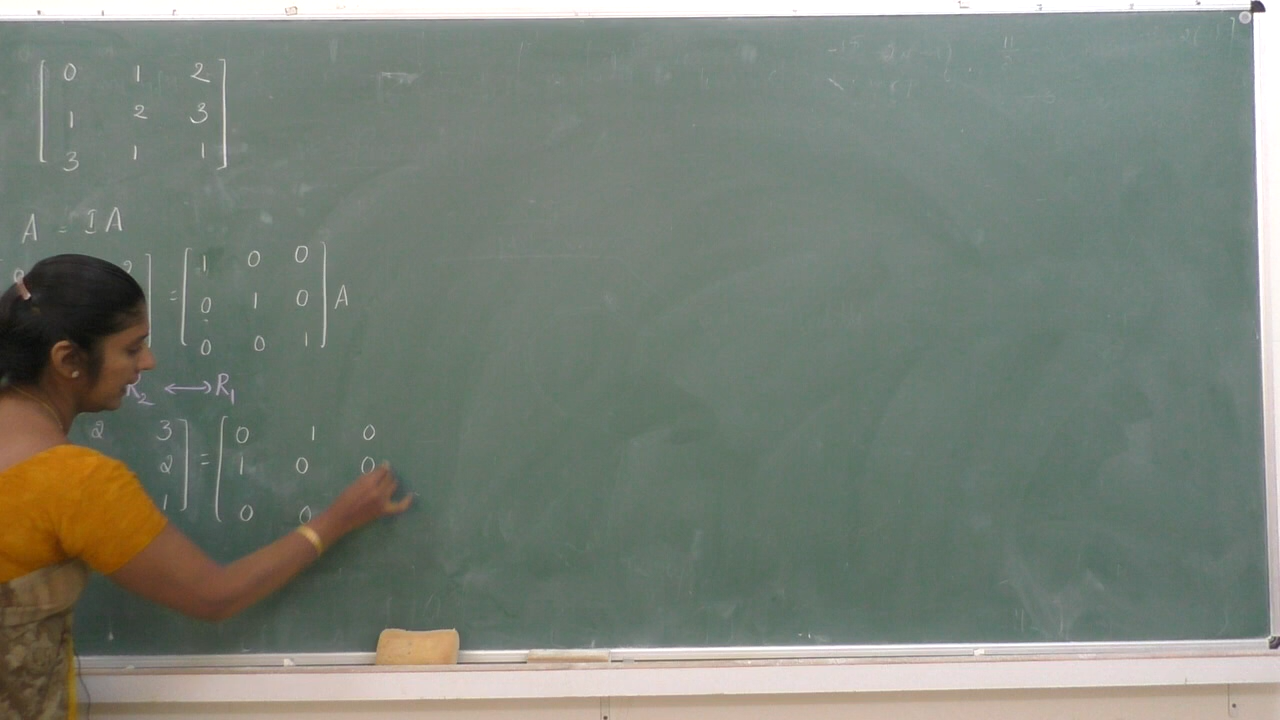 0 1 2
1 2 3
3 1 1
A = IA
2 ] = [ 1 0 0
0 1 0 ] A
0 0 1
R₂ ⟷ R₁
2 3 ] = [ 0 1 0
2 1 0 0
1 0 0